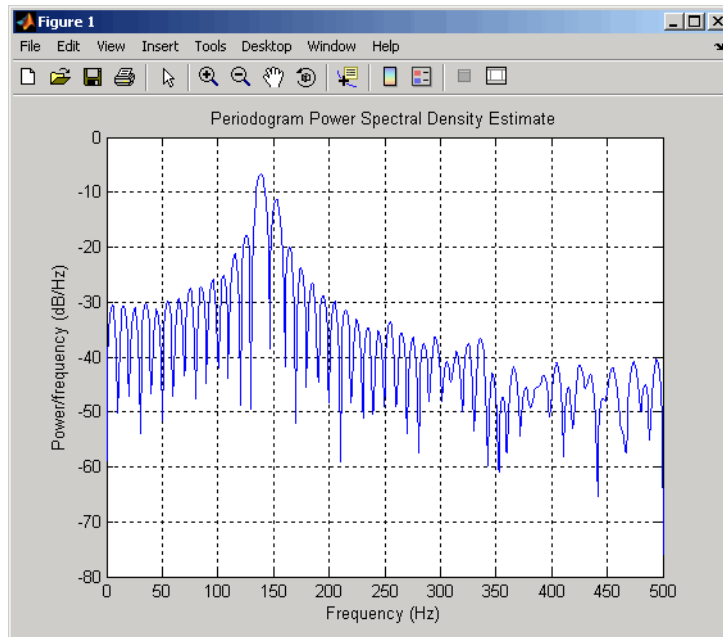 Figure 1
File Edit View Insert Tools Desktop Window Help
Periodogram Power Spectral Density Estimate
Power/frequency (dB/Hz)
0
-10
-20
-30
-40
-50
-60
-70
-80
0 50 100 150 200 250 300 350 400 450 500
Frequency (Hz)